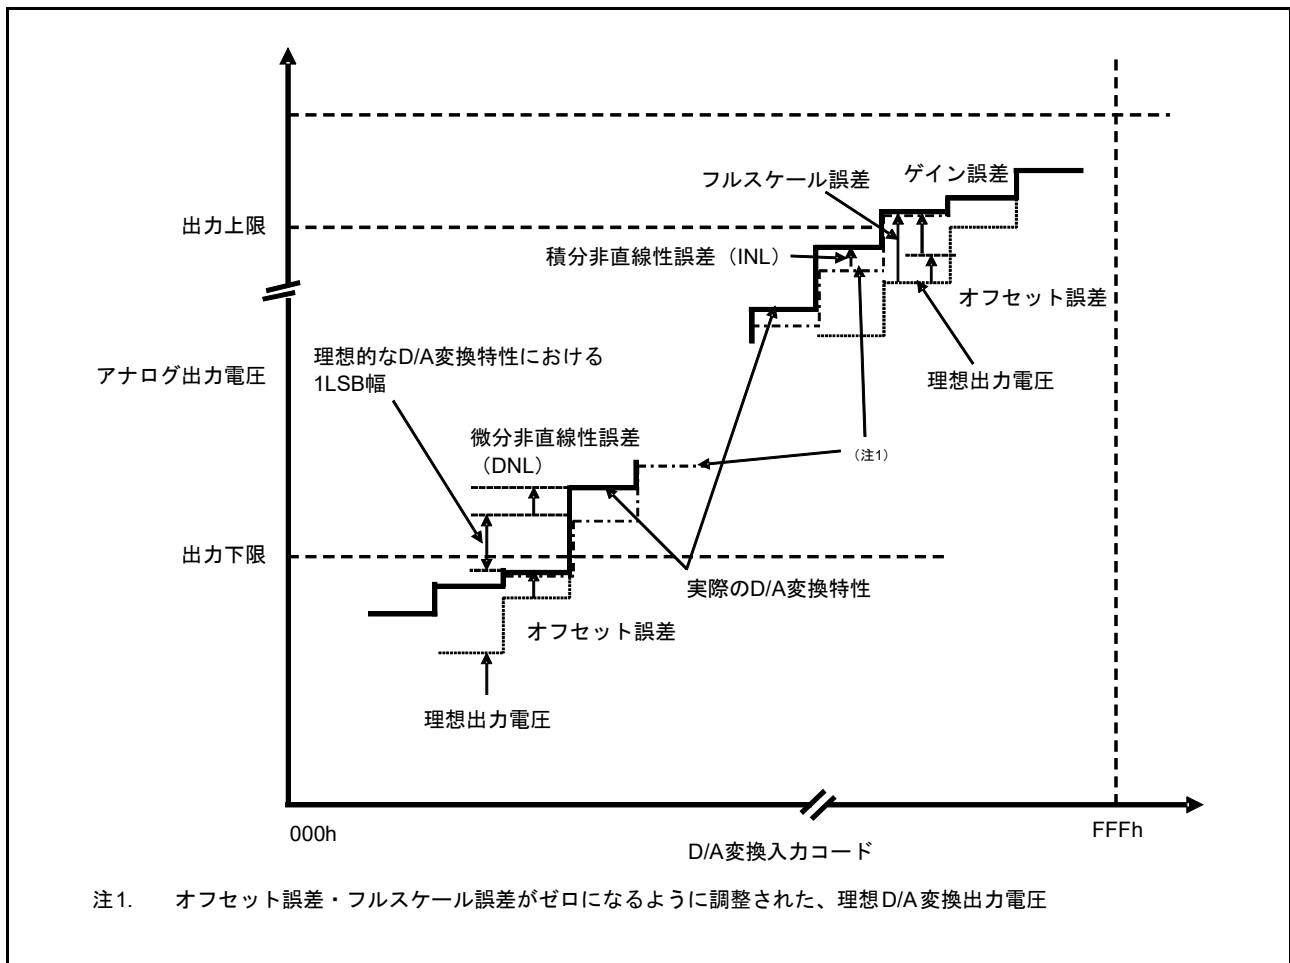 フルスケール誤差
ゲイン誤差
出力上限
積分非直線性誤差（INL）
オフセット誤差
理想的なD/A変換特性における
1LSB幅
アナログ出力電圧
理想出力電圧
微分非直線性誤差
（DNL）
（注1）
出力下限
実際のD/A変換特性
オフセット誤差
理想出力電圧
000h
FFFh
D/A変換入力コード
注1. オフセット誤差・フルスケール誤差がゼロになるように調整された、理想D/A変換出力電圧